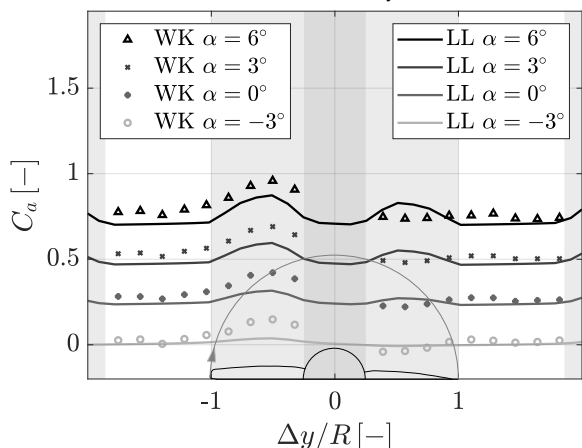 WK α = 6°
WK α = 3°
WK α = 0°
WK α = −3°
LL α = 6°
LL α = 3°
LL α = 0°
LL α = −3°
1.5
1
0.5
0
C_a [−]
-1
0
1
Δy/R [−]